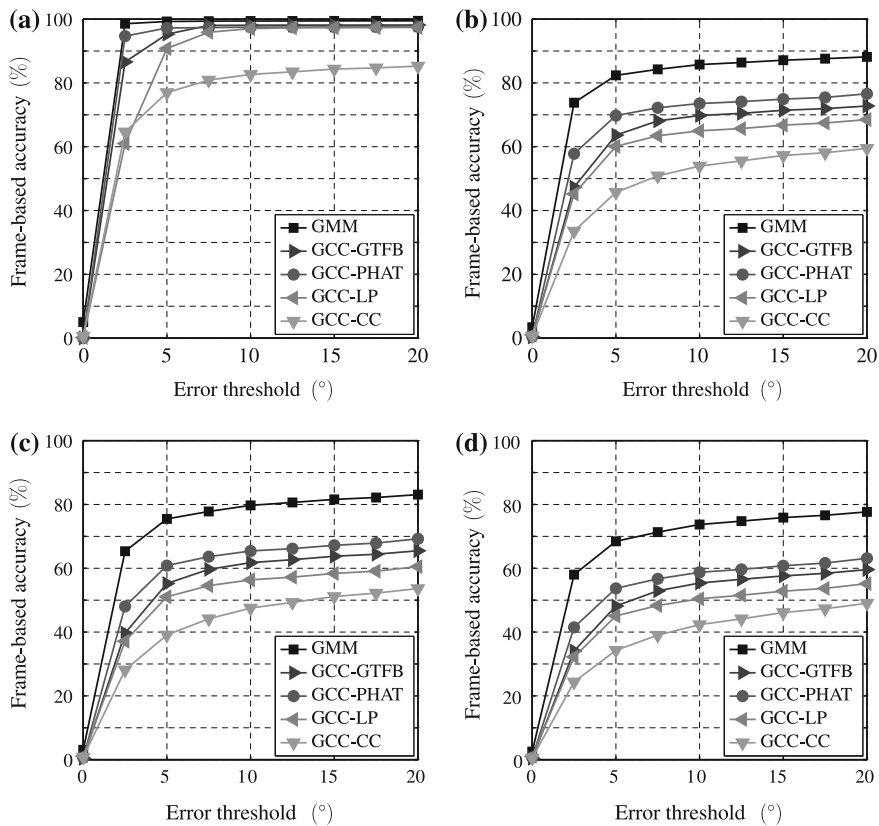 (a)
100
80
60
40
20
0
Frame-based accuracy (%)
GMM
GCC-GTFB
GCC-PHAT
GCC-LP
GCC-CC
0 5 10 15 20
Error threshold (°)
(b)
100
80
60
40
20
0
Frame-based accuracy (%)
GMM
GCC-GTFB
GCC-PHAT
GCC-LP
GCC-CC
0 5 10 15 20
Error threshold (°)
(c)
100
80
60
40
20
0
Frame-based accuracy (%)
GMM
GCC-GTFB
GCC-PHAT
GCC-LP
GCC-CC
0 5 10 15 20
Error threshold (°)
(d)
100
80
60
40
20
0
Frame-based accuracy (%)
GMM
GCC-GTFB
GCC-PHAT
GCC-LP
GCC-CC
0 5 10 15 20
Error threshold (°)